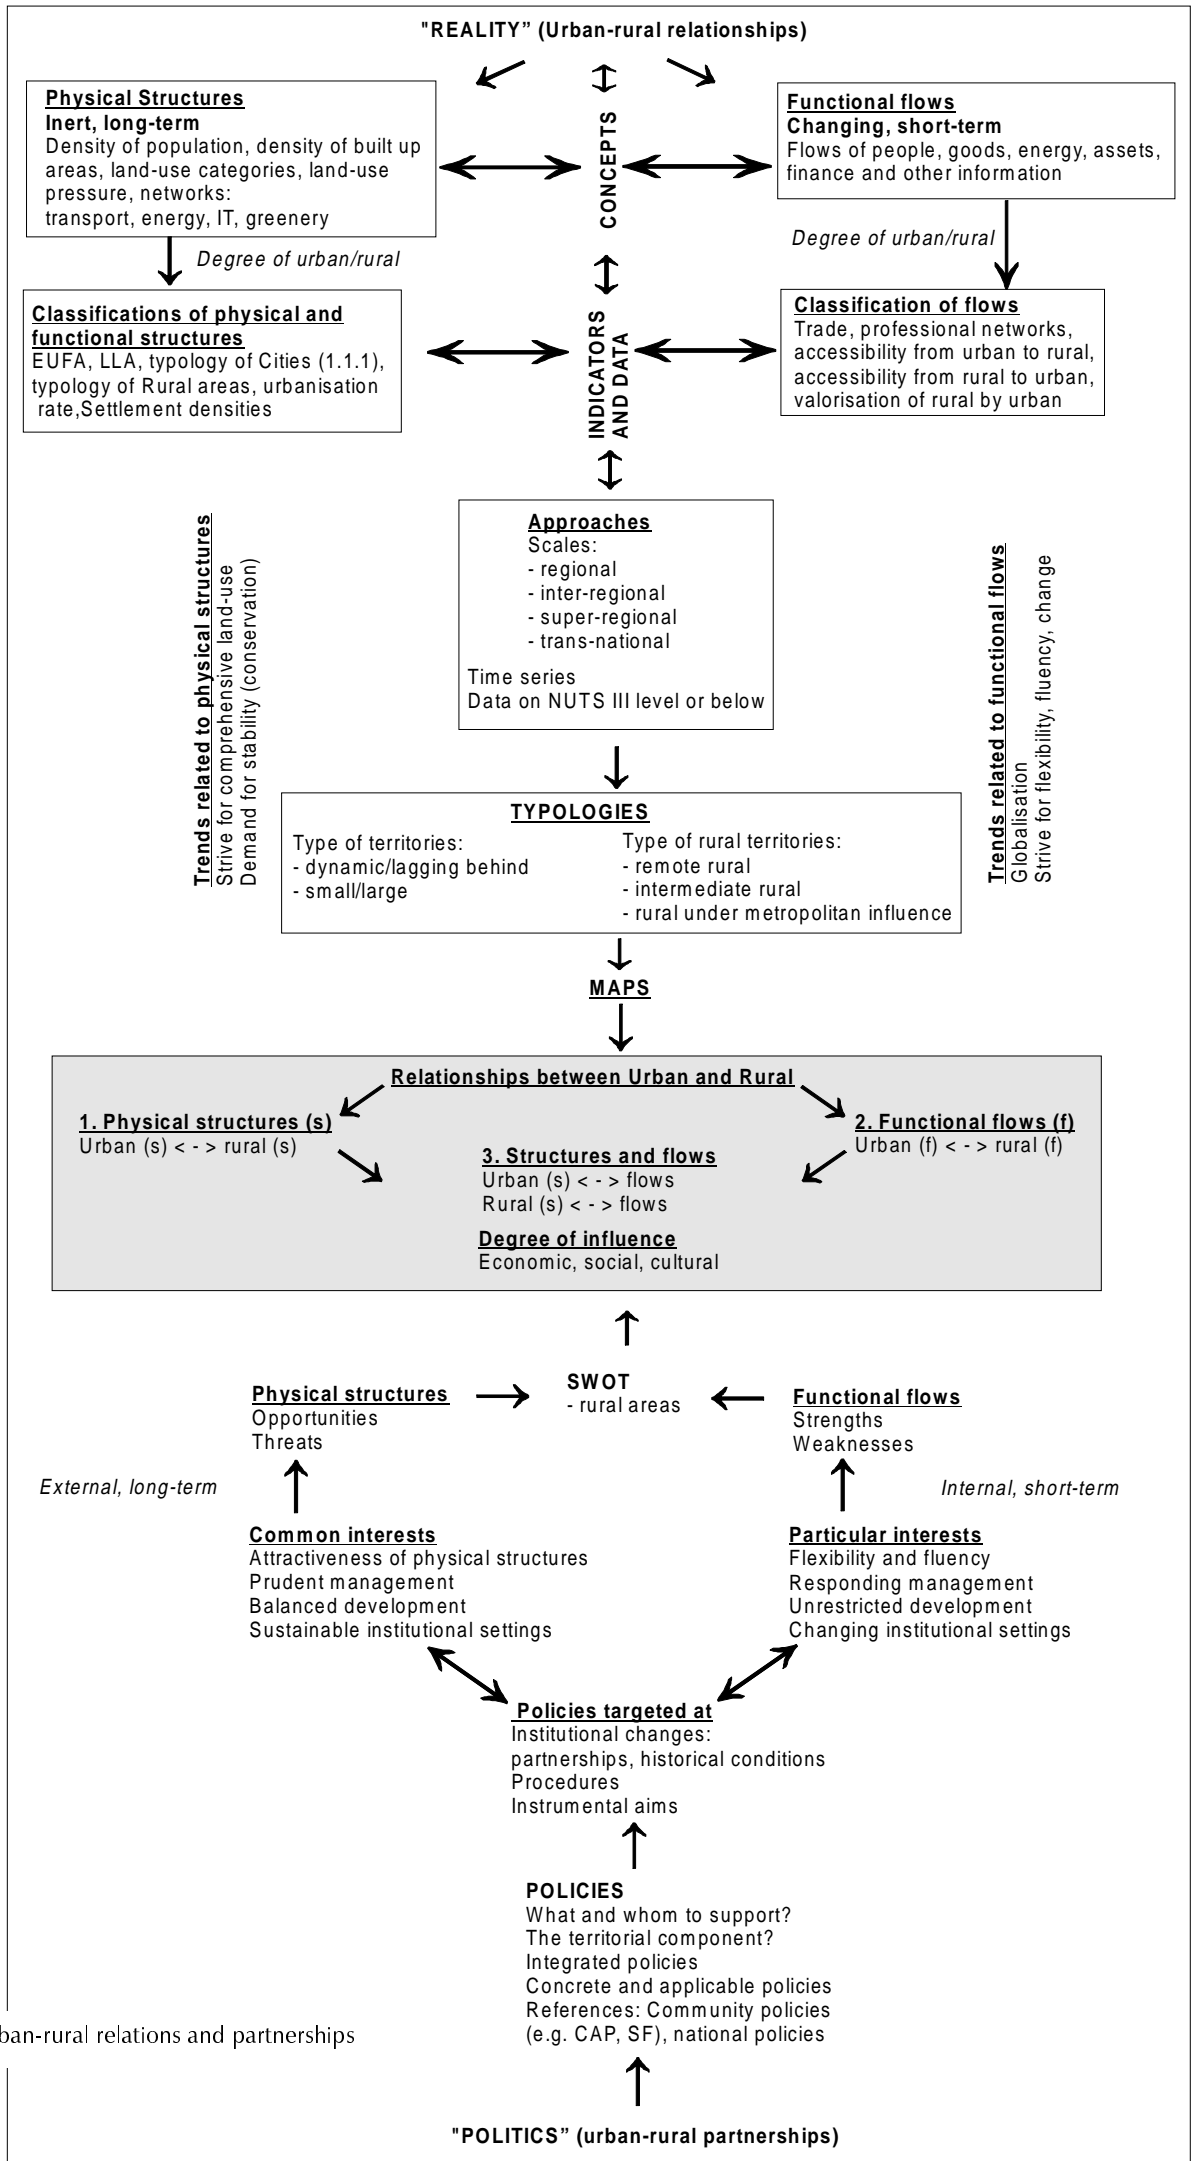 "REALITY” (Urban-rural relationships)
Physical Structures
Inert, long-term
Density of population, density of built up
areas, land-use categories, land-use
pressure, networks:
transport, energy, IT, greenery
CONCEPTS
Functional flows
Changing, short-term
Flows of people, goods, energy, assets,
finance and other information
Degree of urban/rural
Degree of urban/rural
Classifications of physical and
functional structures
EUFA, LLA, typology of Cities (1.1.1),
typology of Rural areas, urbanisation
rate,Settlement densities
INDICATORS
AND DATA
Classification of flows
Trade, professional networks,
accessibility from urban to rural,
accessibility from rural to urban,
valorisation of rural by urban
Trends related to physical structures
Strive for comprehensive land-use
Demand for stability (conservation)
Approaches
Scales:
- regional
- inter-regional
- super-regional
- trans-national
Time series
Data on NUTS III level or below
Trends related to functional flows
Globalisation
Strive for flexibility, fluency, change
TYPOLOGIES
Type of territories:
- dynamic/lagging behind
- small/large
Type of rural territories:
- remote rural
- intermediate rural
- rural under metropolitan influence
MAPS
Relationships between Urban and Rural
1. Physical structures (s)
Urban (s) < - > rural (s)
2. Functional flows (f)
Urban (f) < - > rural (f)
3. Structures and flows
Urban (s) < - > flows
Rural (s) < - > flows
Degree of influence
Economic, social, cultural
Physical structures
Opportunities
Threats
SWOT
- rural areas
Functional flows
Strengths
Weaknesses
External, long-term
Internal, short-term
Common interests
Attractiveness of physical structures
Prudent management
Balanced development
Sustainable institutional settings
Particular interests
Flexibility and fluency
Responding management
Unrestricted development
Changing institutional settings
Policies targeted at
Institutional changes:
partnerships, historical conditions
Procedures
Instrumental aims
POLICIES
What and whom to support?
The territorial component?
Integrated policies
Concrete and applicable policies
References: Community policies
(e.g. CAP, SF), national policies
ban-rural relations and partnerships
"POLITICS” (urban-rural partnerships)